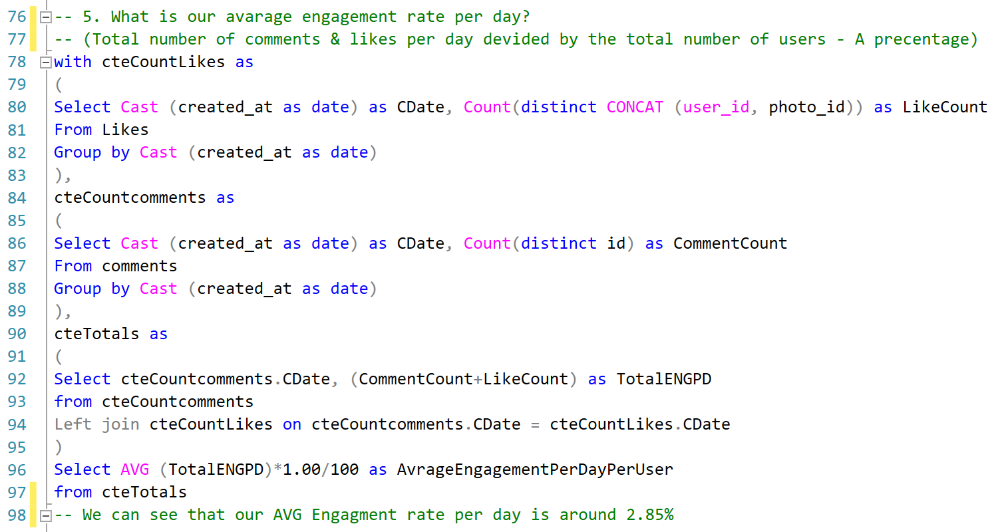 76 -- 5. What is our avarage engagement rate per day?
77 -- (Total number of comments & likes per day devided by the total number of users - A precentage)
78 with cteCountLikes as
79 (
80 Select Cast (created_at as date) as CDate, Count(distinct CONCAT (user_id, photo_id)) as LikeCount
81 From Likes
82 Group by Cast (created_at as date)
83 ),
84 cteCountcomments as
85 (
86 Select Cast (created_at as date) as CDate, Count(distinct id) as CommentCount
87 From comments
88 Group by Cast (created_at as date)
89 ),
90 cteTotals as
91 (
92 Select cteCountcomments.CDate, (CommentCount+LikeCount) as TotalENGPD
93 from cteCountcomments
94 Left join cteCountLikes on cteCountcomments.CDate = cteCountLikes.CDate
95 )
96 Select AVG (TotalENGPD)*1.00/100 as AvrageEngagementPerDayPerUser
97 from cteTotals
98 -- We can see that our AVG Engagment rate per day is around 2.85%